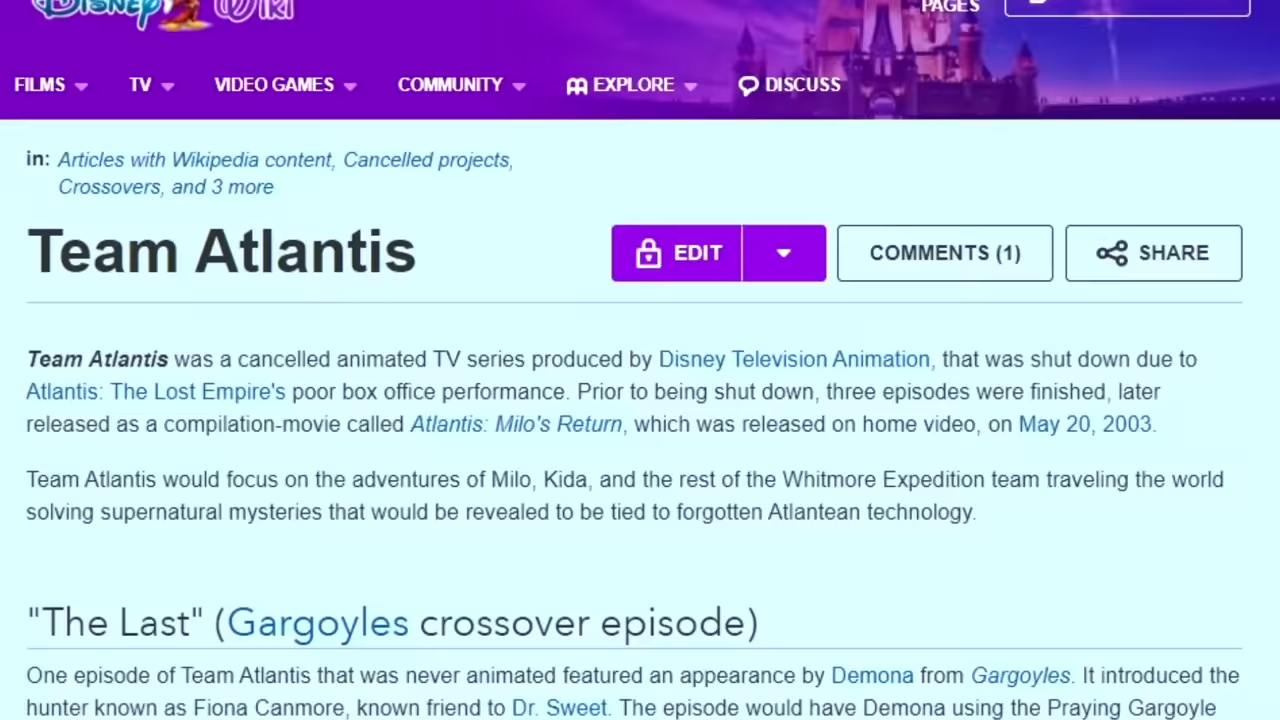 Disney Wiki
PAGES
FILMS TV VIDEO GAMES COMMUNITY EXPLORE DISCUSS
in: Articles with Wikipedia content, Cancelled projects,
Crossovers, and 3 more
Team Atlantis
EDIT
COMMENTS (1)
SHARE
Team Atlantis was a cancelled animated TV series produced by Disney Television Animation, that was shut down due to
Atlantis: The Lost Empire's poor box office performance. Prior to being shut down, three episodes were finished, later
released as a compilation-movie called Atlantis: Milo's Return, which was released on home video, on May 20, 2003.
Team Atlantis would focus on the adventures of Milo, Kida, and the rest of the Whitmore Expedition team traveling the world
solving supernatural mysteries that would be revealed to be tied to forgotten Atlantean technology.
"The Last" (Gargoyles crossover episode)
One episode of Team Atlantis that was never animated featured an appearance by Demona from Gargoyles. It introduced the
hunter known as Fiona Canmore, known friend to Dr. Sweet. The episode would have Demona using the Praying Gargoyle